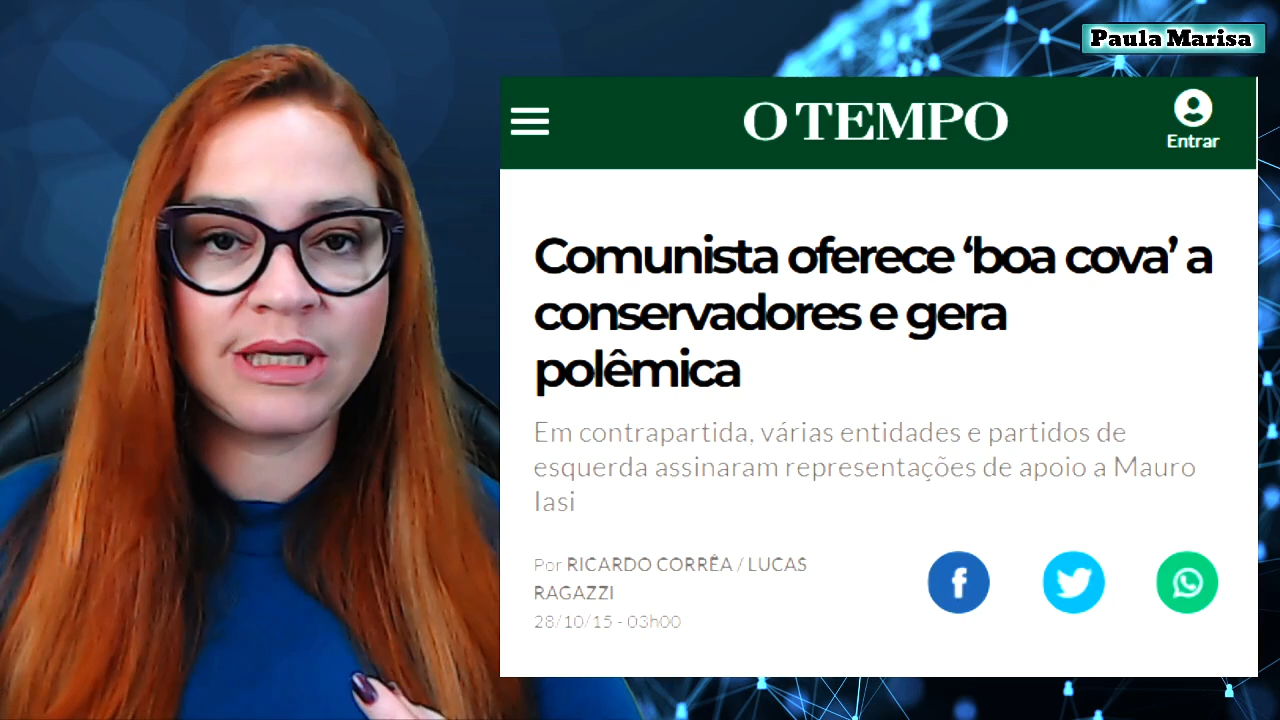 Paula Marisa
O TEMPO
Entrar
Comunista oferece ‘boa cova’ a
conservadores e gera
polêmica
Em contrapartida, várias entidades e partidos de
esquerda assinaram representações de apoio a Mauro
Iasi
Por RICARDO CORRÊA / LUCAS
RAGAZZI
28/10/15 - 03h00